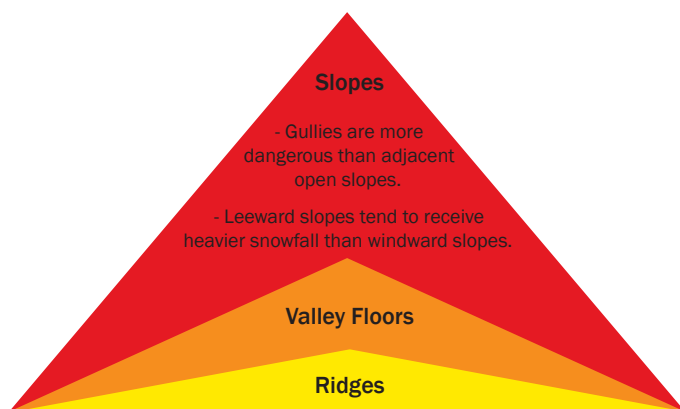 Slopes
- Gullies are more
dangerous than adjacent
open slopes.
- Leeward slopes tend to receive
heavier snowfall than windward slopes.
Valley Floors
Ridges